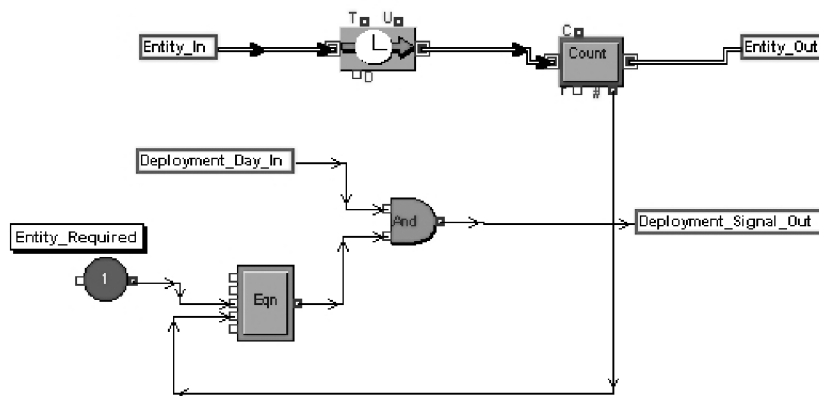 T U
Entity_In
D
C
Count
r #
Entity_Out
Deployment_Day_In
And
Deployment_Signal_Out
Entity_Required
1
Eqn